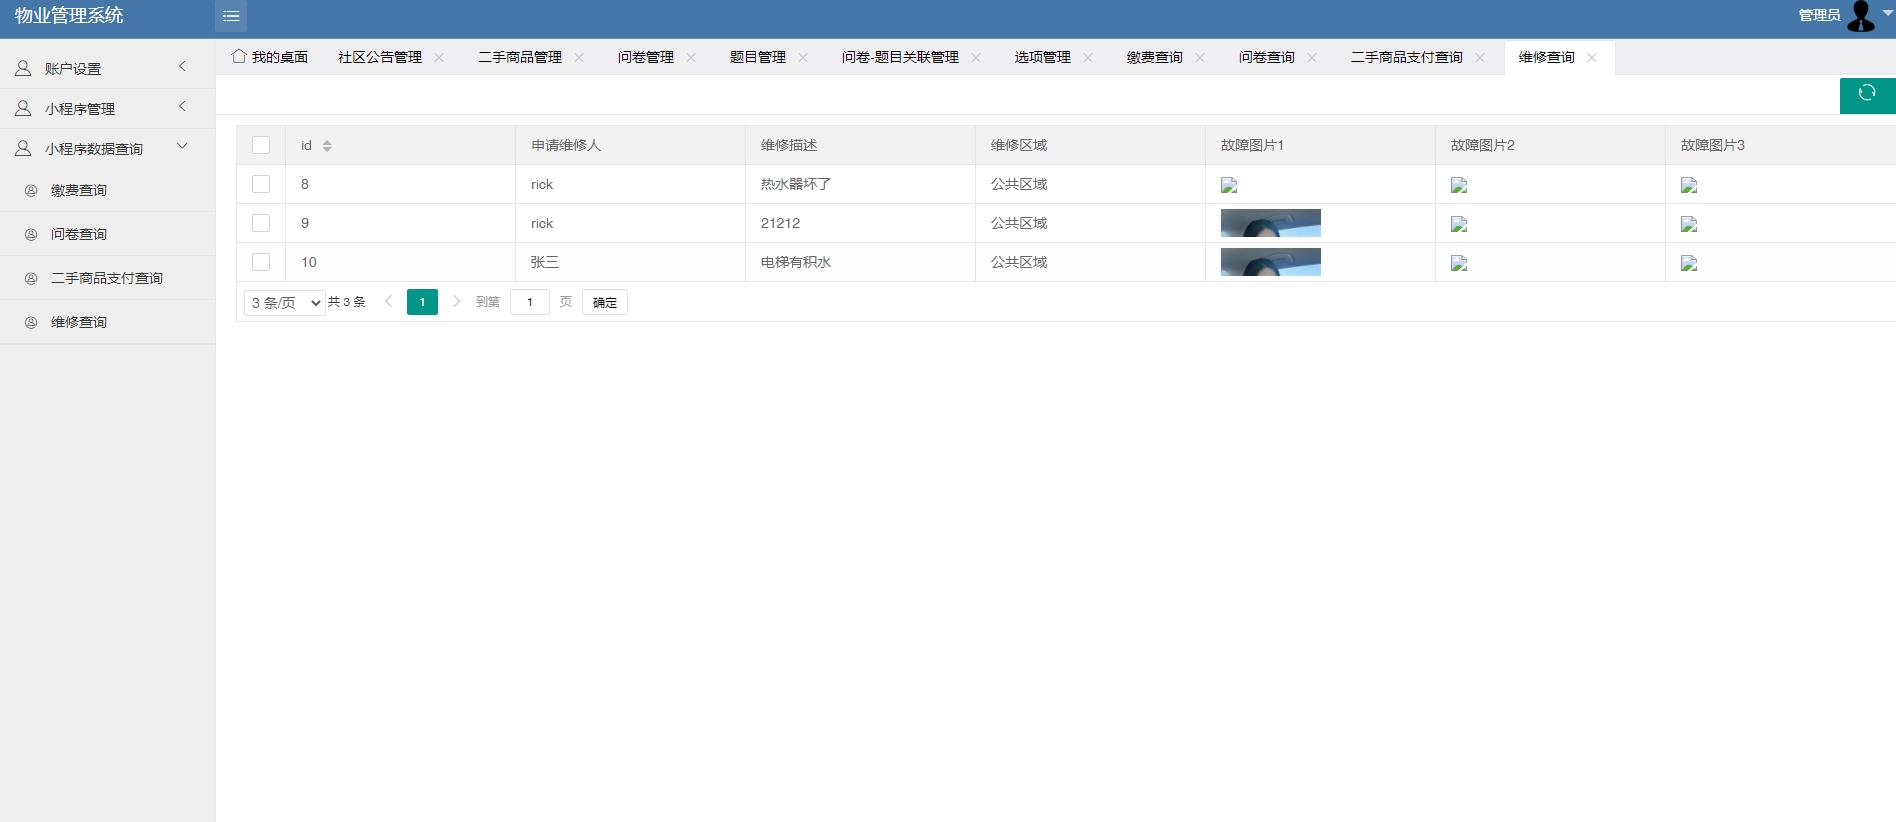 物业管理系统
管理员
账户设置
小程序管理
小程序数据查询
缴费查询
问卷查询
二手商品支付查询
维修查询
我的桌面 社区公告管理 二手商品管理 问卷管理 题目管理 问卷-题目关联管理 选项管理 缴费查询 问卷查询 二手商品支付查询 维修查询
id 申请维修人 维修描述 维修区域 故障图片1 故障图片2 故障图片3
8 rick 热水器坏了 公共区域
9 rick 21212 公共区域
10 张三 电梯有积水 公共区域
3 条/页 共 3 条 1 到第 1 页 确定